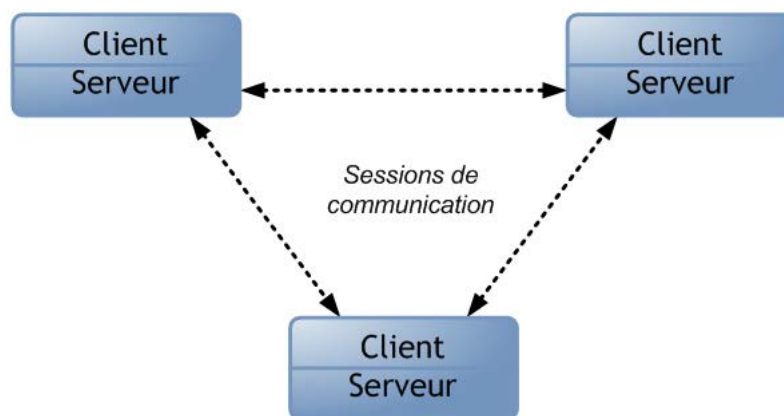 Client
Serveur
Client
Serveur
Sessions de
communication
Client
Serveur